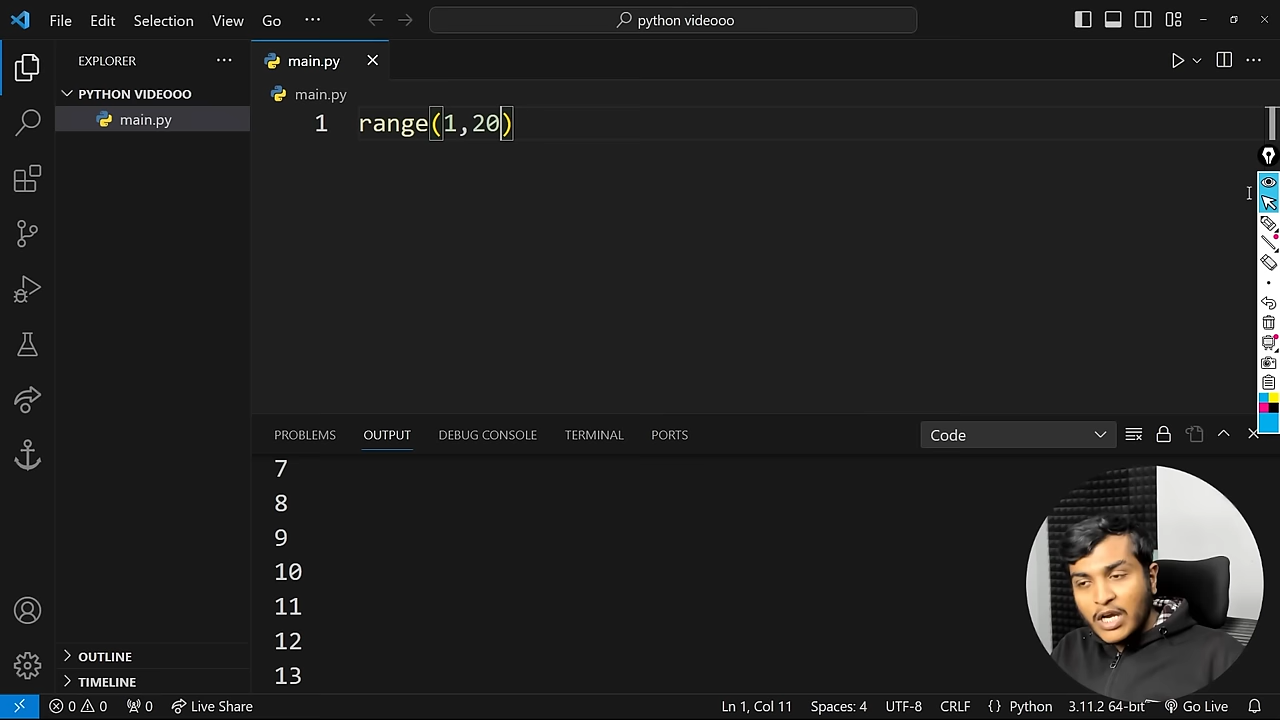 File Edit Selection View Go ··· python videooo
EXPLORER ···
main.py
PYTHON VIDEOOO
main.py
main.py
1 range(1,20)
PROBLEMS OUTPUT DEBUG CONSOLE TERMINAL PORTS Code
7
8
9
10
11
12
13
OUTLINE
TIMELINE
0 0 0 Live Share Ln 1, Col 11 Spaces: 4 UTF-8 CRLF {} Python 3.11.2 64-bit Go Live